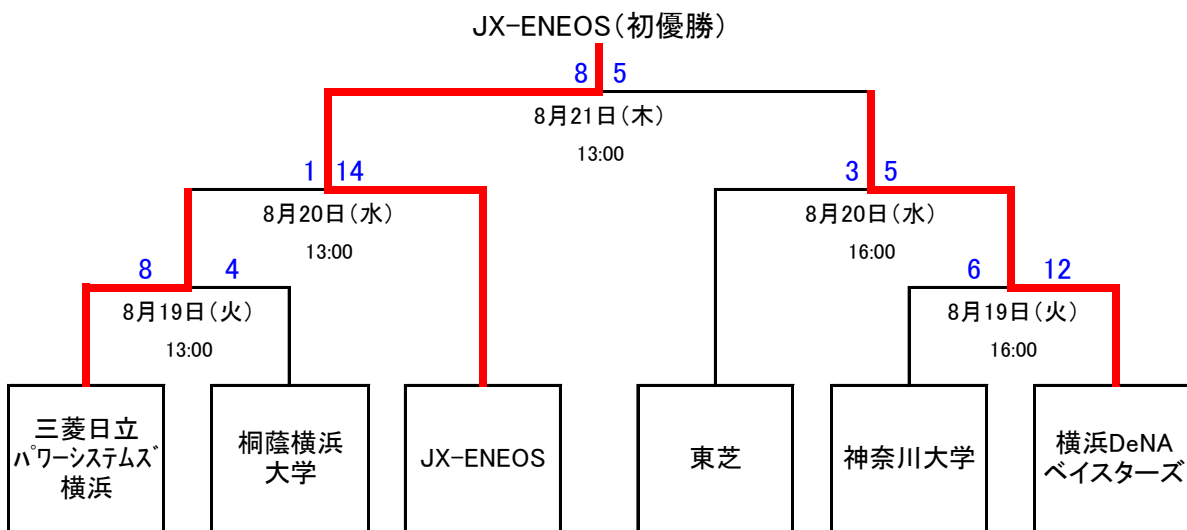 JX-ENEOS（初優勝）
8 5
8月21日（木）
13:00
1 14
3 5
8月20日（水）
13:00
8月20日（水）
16:00
8 4
6 12
8月19日（火）
13:00
8月19日（火）
16:00
三菱日立
ﾊﾟﾜｰｼｽﾃﾑｽﾞ
横浜
桐蔭横浜
大学
JX-ENEOS
東芝
神奈川大学
横浜DeNA
ベイスターズ